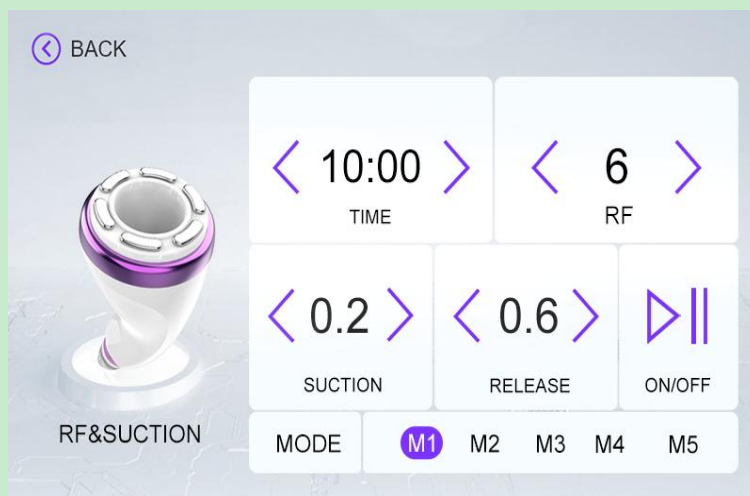 BACK
10:00
TIME
6
RF
0.2
SUCTION
0.6
RELEASE
ON/OFF
RF&SUCTION
MODE
M1 M2 M3 M4 M5